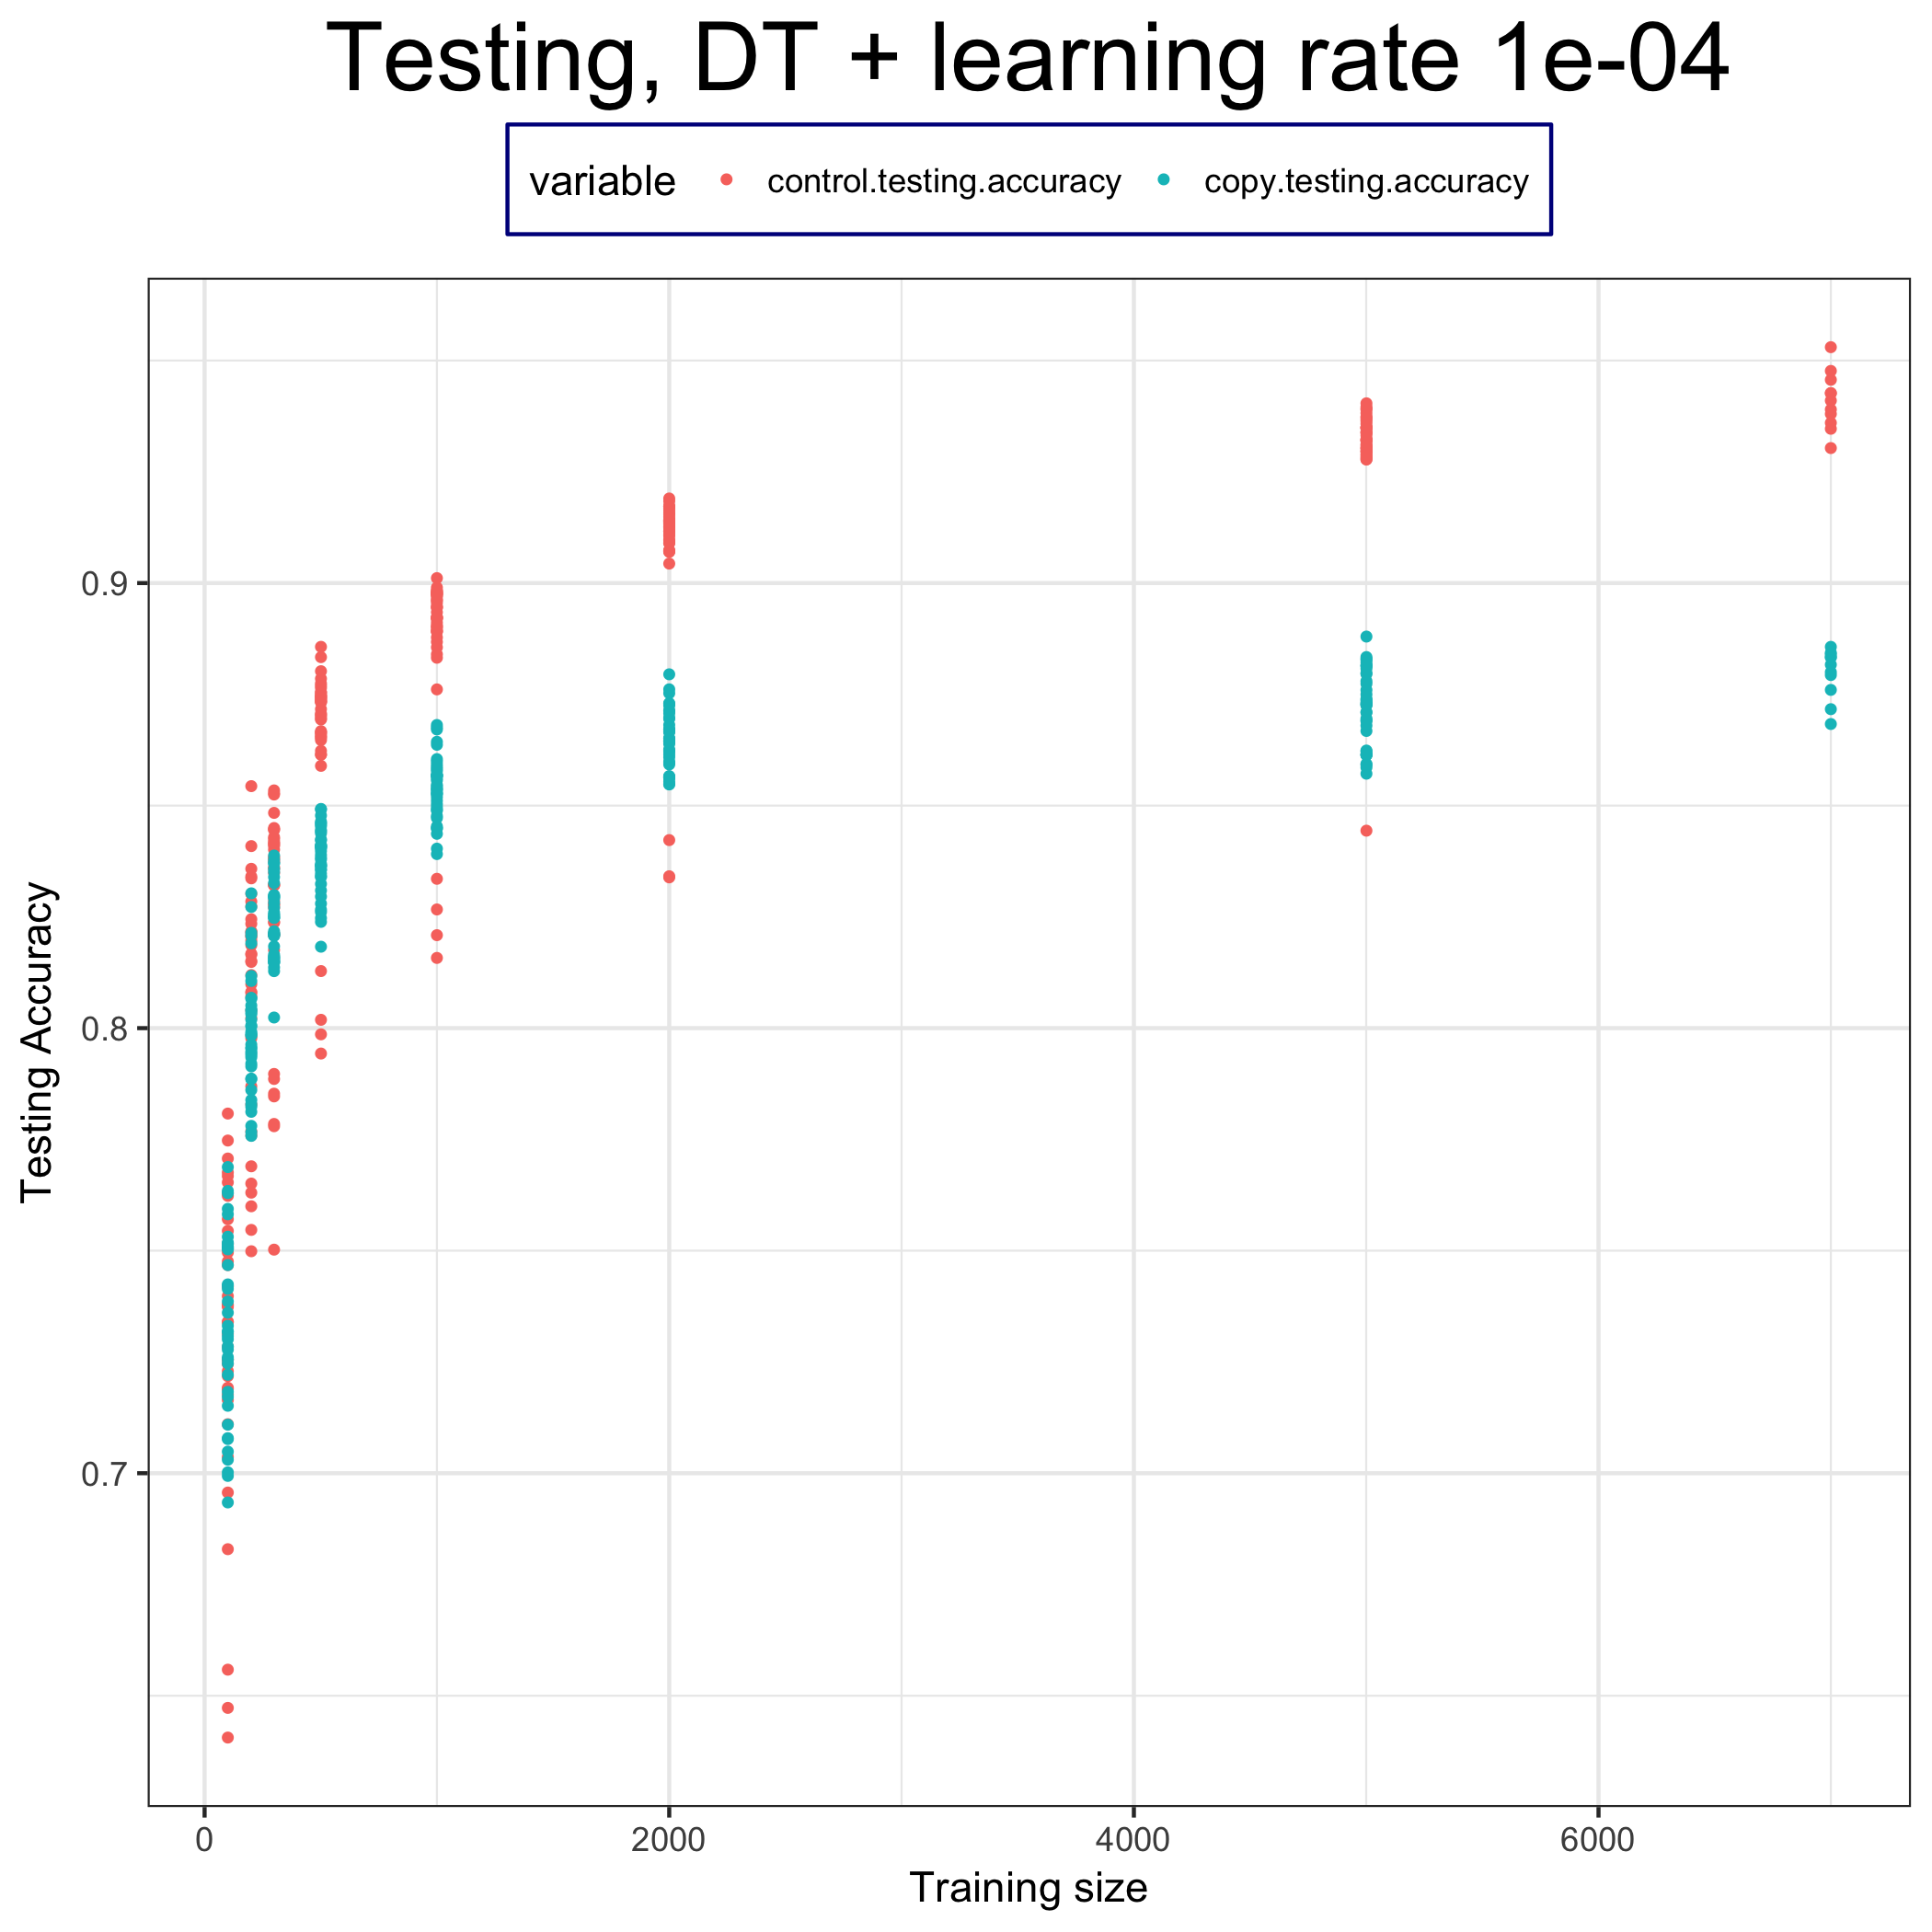 Testing, DT + learning rate 1e-04
variable control.testing.accuracy copy.testing.accuracy
0.9
0.8
0.7
Testing Accuracy
0 2000 4000 6000
Training size